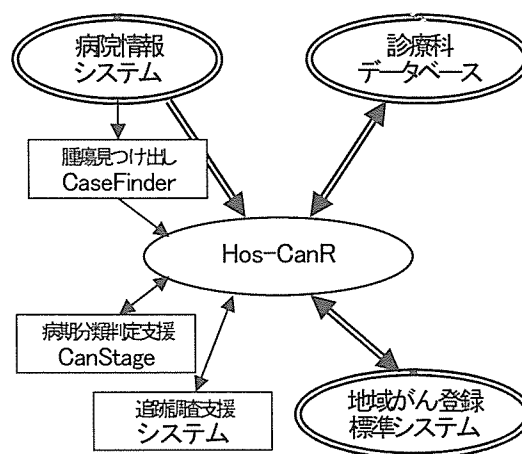 病院情報
システム
診療科
データベース
腫瘍見つけ出し
CaseFinder
Hos-CanR
病期分類判定支援
CanStage
追跡調査支援
システム
地域がん登録
標準システム